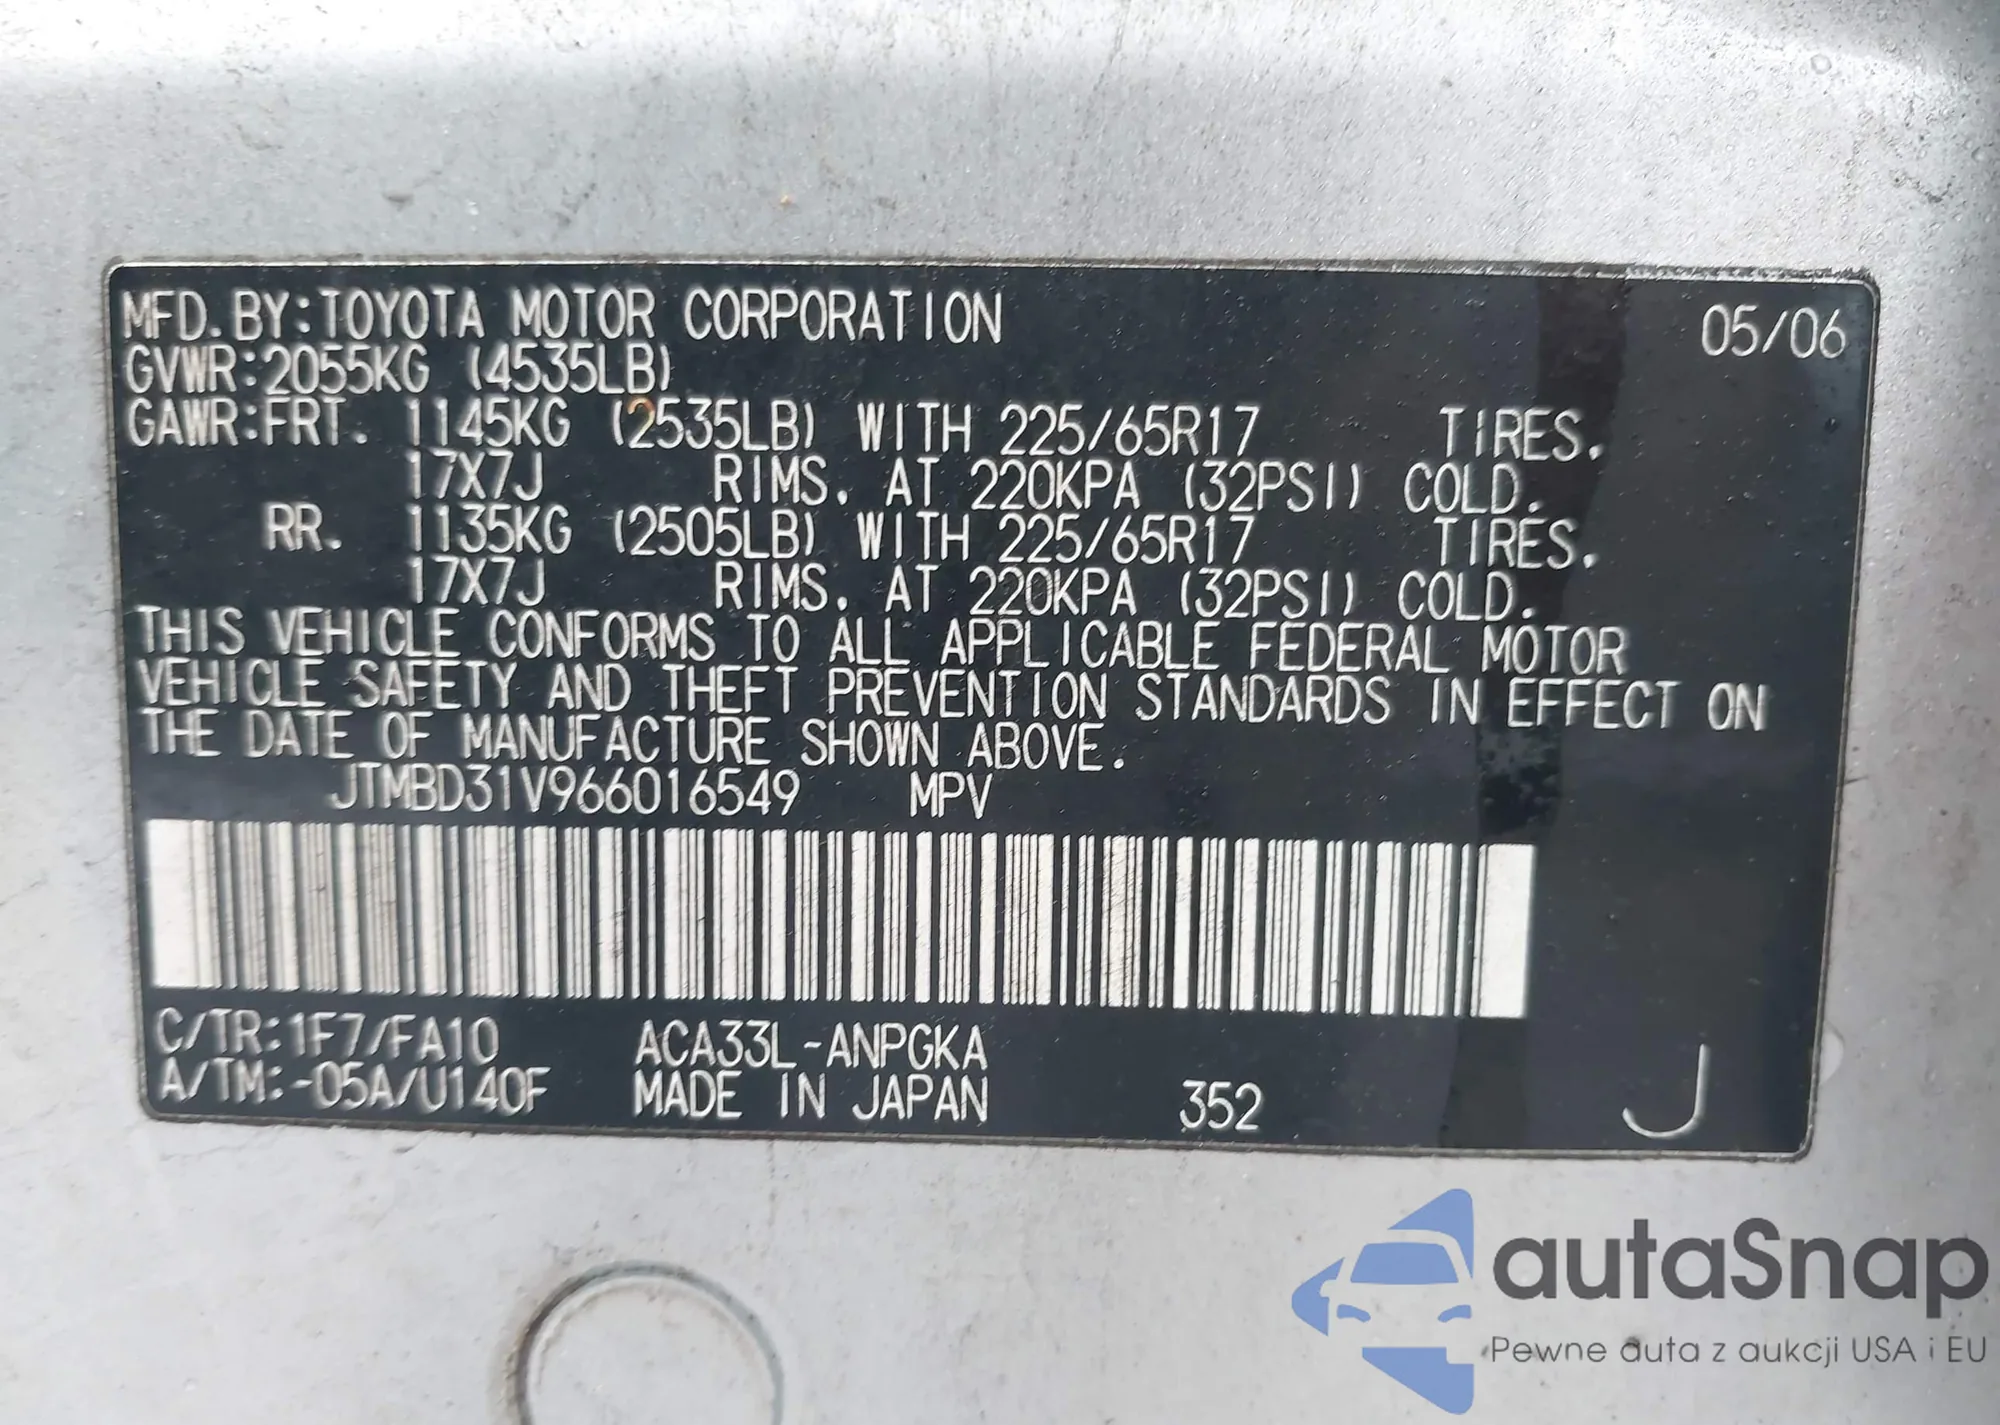 MFD. BY: TOYOTA MOTOR CORPORATION 05/06
GVWR: 2055KG (4535LB)
GAWR: FRT. 1145KG (2535LB) WITH 225/65R17 TIRES.
17X7J RIMS. AT 220KPA (32PSI) COLD.
RR. 1135KG (2505LB) WITH 225/65R17 TIRES.
17X7J RIMS. AT 220KPA (32PSI) COLD.
THIS VEHICLE CONFORMS TO ALL APPLICABLE FEDERAL MOTOR
VEHICLE SAFETY AND THEFT PREVENTION STANDARDS IN EFFECT ON
THE DATE OF MANUFACTURE SHOWN ABOVE.
JTMBD31V966016549 MPV
C/TR: 1F7/FA10 ACA33L-ANPGKA
A/TM: -05A/U140F MADE IN JAPAN 352 J
autaSnap
Pewne auta z aukcji USA i EU